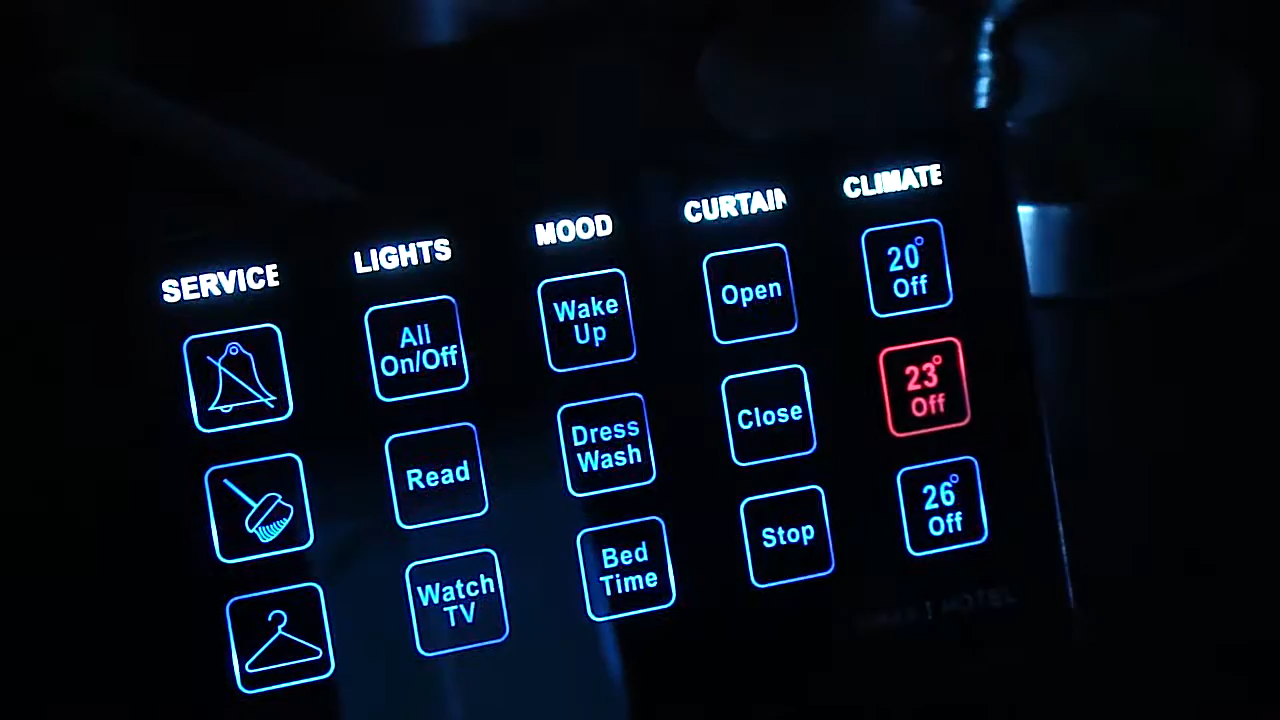 SERVICE
LIGHTS
All
On/Off
Read
Watch
TV
MOOD
Wake
Up
Dress
Wash
Bed
Time
CURTAIN
Open
Close
Stop
CLIMATE
20°
Off
23°
Off
26°
Off
HOTEL